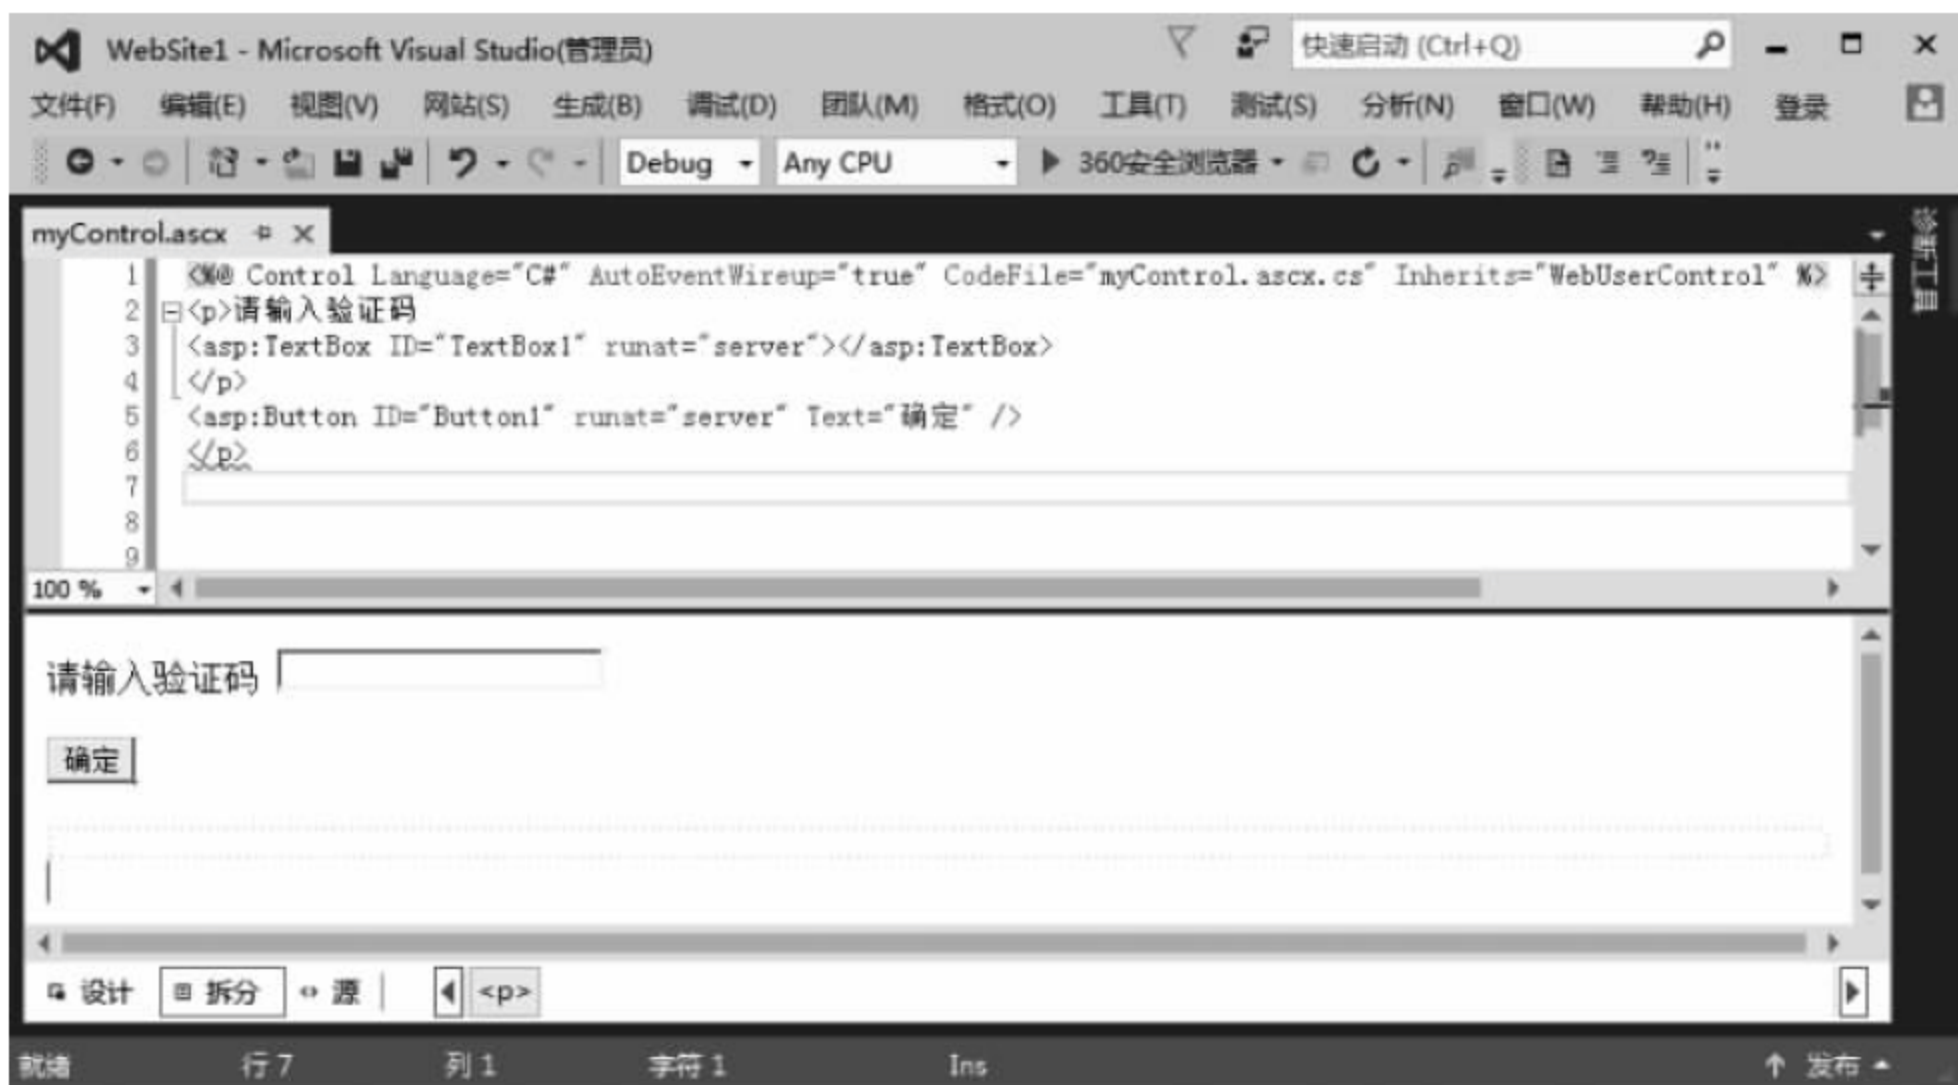 WebSite1 - Microsoft Visual Studio(管理员)
快速启动 (Ctrl+Q)
文件(F) 编辑(E) 视图(V) 网站(S) 生成(B) 调试(D) 团队(M) 格式(O) 工具(T) 测试(S) 分析(N) 窗口(W) 帮助(H) 登录
Debug Any CPU 360安全浏览器
myControl.ascx
诊断工具
1 <%@ Control Language="C#" AutoEventWireup="true" CodeFile="myControl.ascx.cs" Inherits="WebUserControl" %>
2 <p>请输入验证码
3 <asp:TextBox ID="TextBox1" runat="server"></asp:TextBox>
4 </p>
5 <asp:Button ID="Button1" runat="server" Text="确定" />
6 </p>
7
8
9
100 %
请输入验证码
确定
设计 拆分 源 <p>
就绪 行 7 列 1 字符 1 Ins 发布